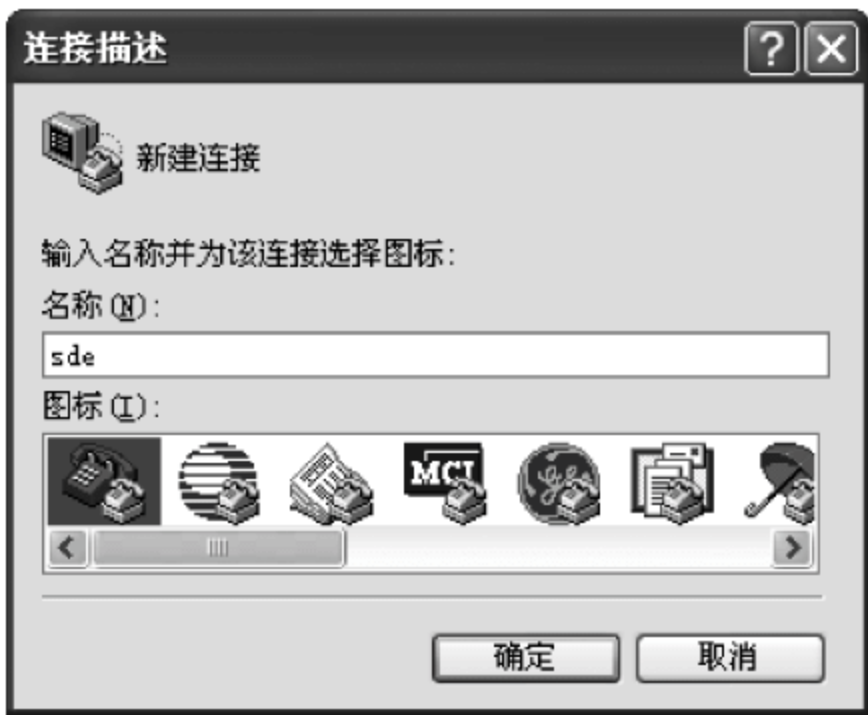 连接描述
新建连接
输入名称并为该连接选择图标:
名称(N):
sde
图标(I):
MCI
确定 取消